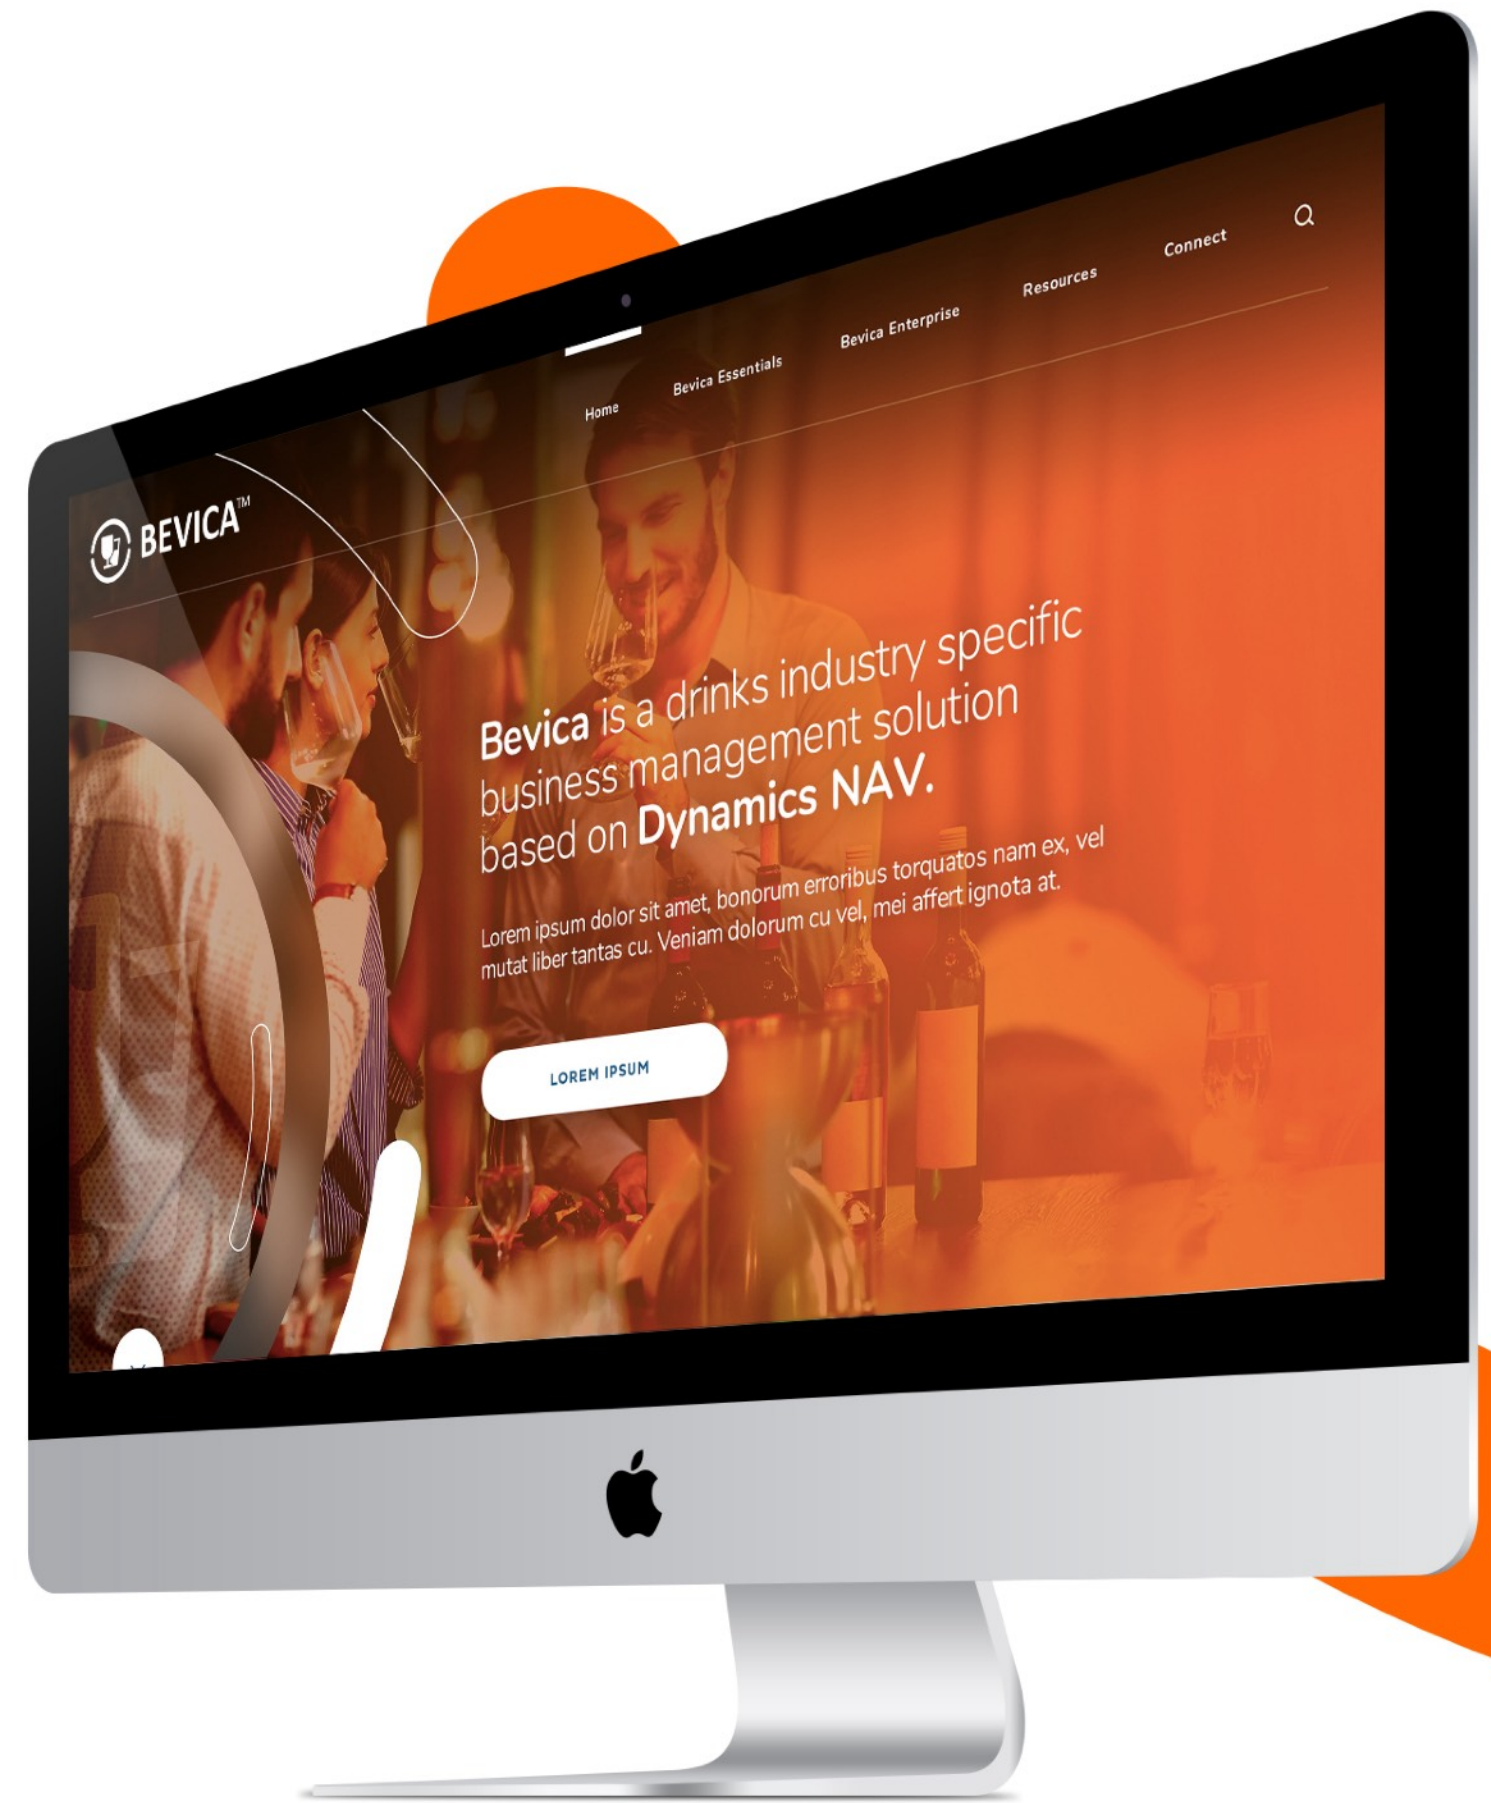 BEVICA™
Home
Bevica Essentials
Bevica Enterprise
Resources
Connect
Bevica is a drinks industry specific
business management solution
based on Dynamics NAV.
Lorem ipsum dolor sit amet, bonorum erroribus torquatos nam ex, vel
mutat liber tantas cu. Veniam dolorum cu vel, mei affert ignota at.
LOREM IPSUM